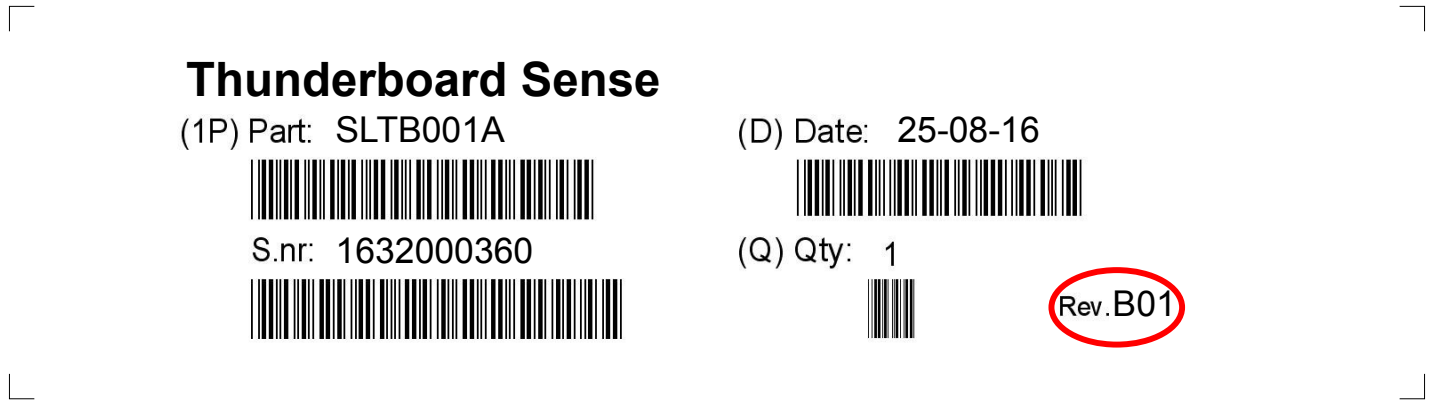 Thunderboard Sense
(1P) Part: SLTB001A
(D) Date: 25-08-16
S.nr: 1632000360
(Q) Qty: 1
Rev.B01